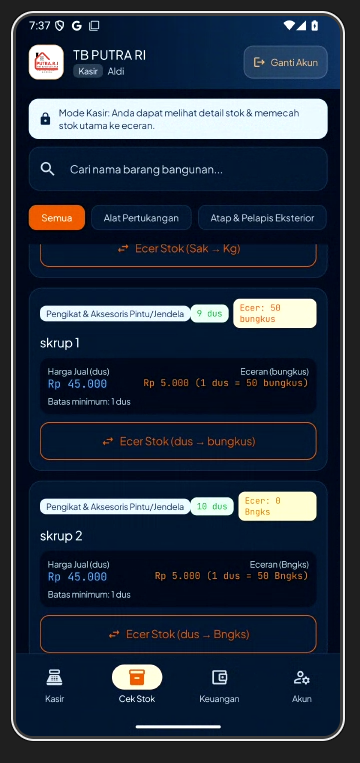 7:37
TB PUTRA RI
Kasir Aldi
Ganti Akun
Mode Kasir: Anda dapat melihat detail stok & memecah
stok utama ke eceran.
Cari nama barang bangunan...
Semua
Alat Pertukangan
Atap & Pelapis Eksterior
Ecer Stok (Sak → Kg)
Pengikat & Aksesoris Pintu/Jendela
9 dus
Ecer: 50
bungkus
skrup 1
Harga Jual (dus)
Eceran (bungkus)
Rp 45.000
Rp 5.000 (1 dus = 50 bungkus)
Batas minimum: 1 dus
Ecer Stok (dus → bungkus)
Pengikat & Aksesoris Pintu/Jendela
10 dus
Ecer: 0
Bngks
skrup 2
Harga Jual (dus)
Eceran (Bngks)
Rp 45.000
Rp 5.000 (1 dus = 50 Bngks)
Batas minimum: 1 dus
Ecer Stok (dus → Bngks)
Kasir
Cek Stok
Keuangan
Akun